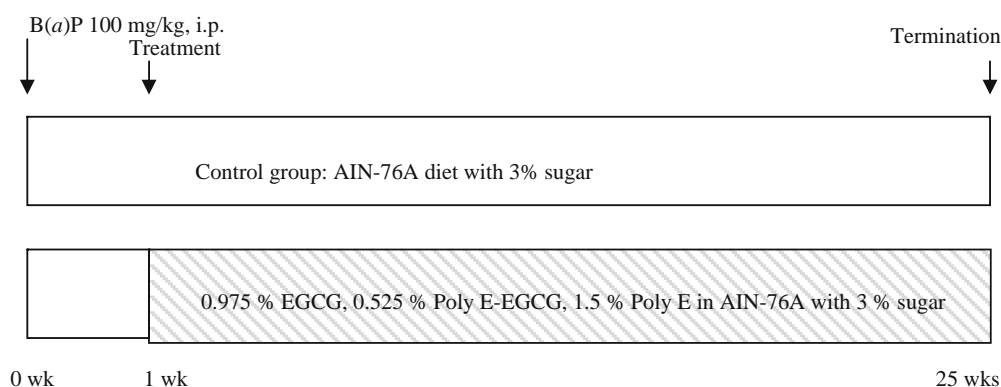 B(a)P 100 mg/kg, i.p.
Treatment
Termination
Control group: AIN-76A diet with 3% sugar
0.975 % EGCG, 0.525 % Poly E-EGCG, 1.5 % Poly E in AIN-76A with 3 % sugar
0 wk 1 wk 25 wks